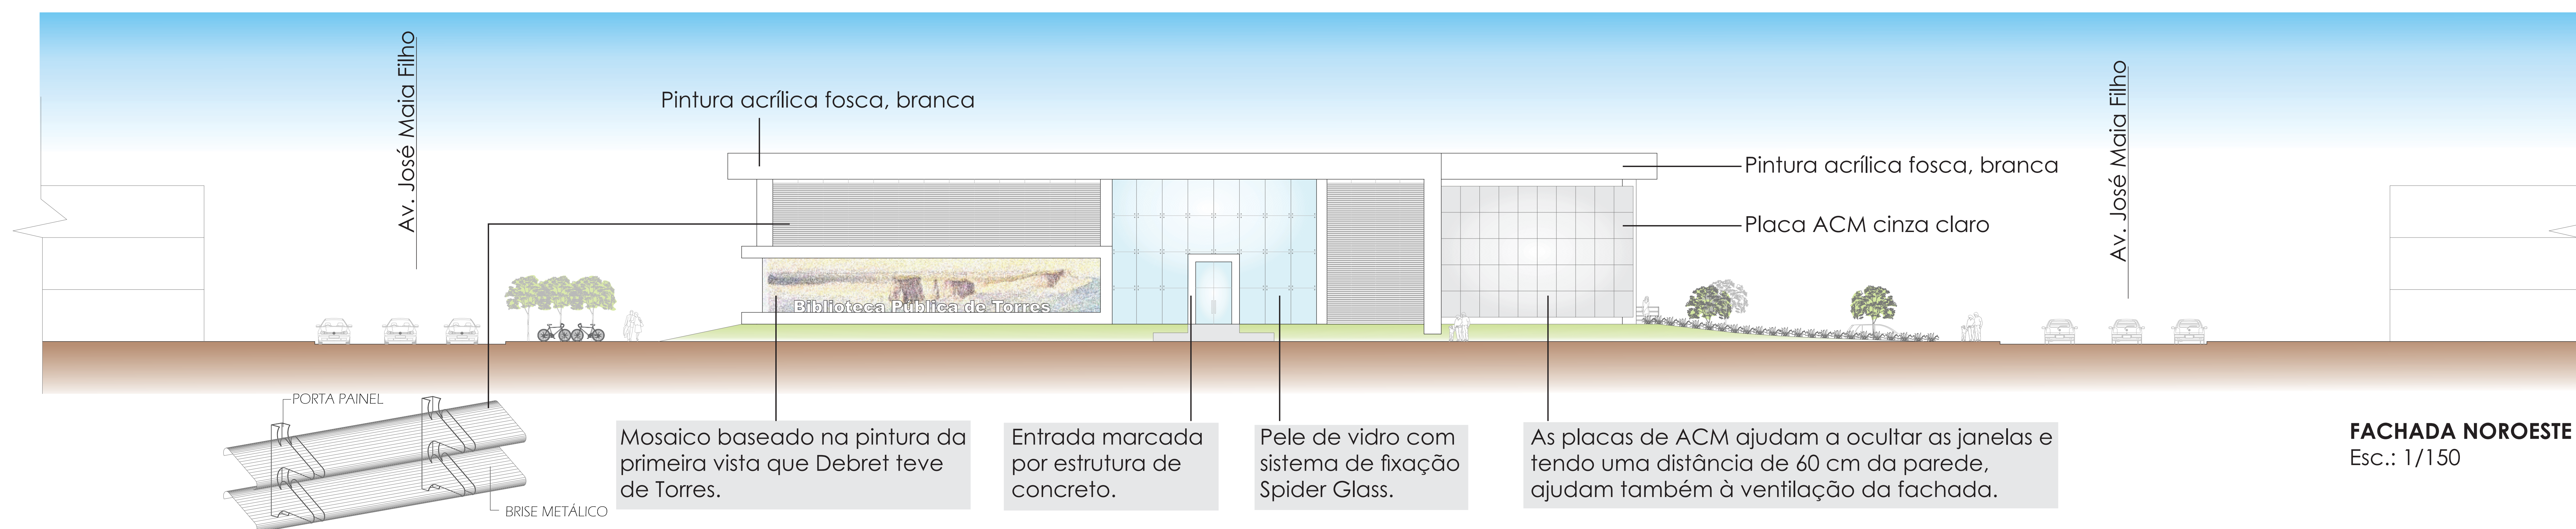 Av. José Maia Filho
Pintura acrílica fosca, branca
Pintura acrílica fosca, branca
Placa ACM cinza claro
Av. José Maia Filho
Biblioteca Pública de Torres
PORTA PAINEL
BRISE METÁLICO
Mosaico baseado na pintura da
primeira vista que Debret teve
de Torres.
Entrada marcada
por estrutura de
concreto.
Pele de vidro com
sistema de fixação
Spider Glass.
As placas de ACM ajudam a ocultar as janelas e
tendo uma distância de 60 cm da parede,
ajudam também à ventilação da fachada.
FACHADA NOROESTE
Esc.: 1/150